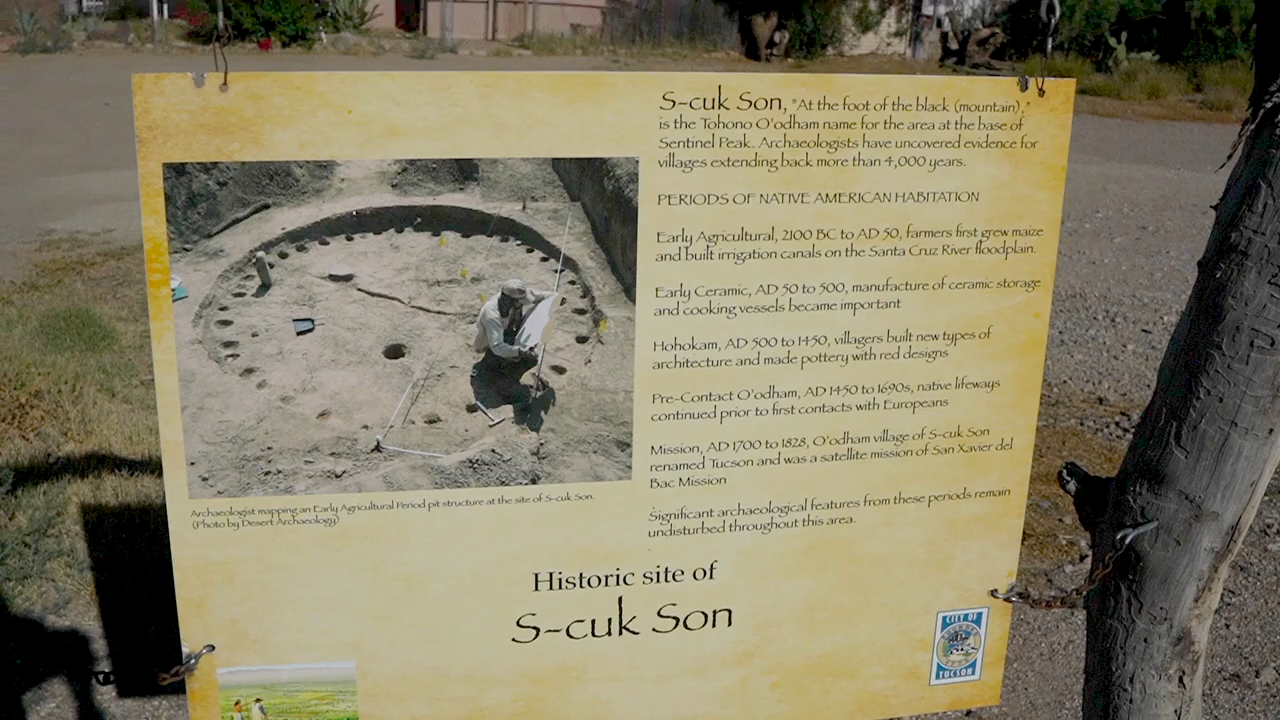 S-cuk Son, "At the foot of the black (mountain),"
is the Tohono O'odham name for the area at the base of
Sentinel Peak. Archaeologists have uncovered evidence for
villages extending back more than 4,000 years.
PERIODS OF NATIVE AMERICAN HABITATION
Early Agricultural, 2100 BC to AD 50, farmers first grew maize
and built irrigation canals on the Santa Cruz River floodplain.
Early Ceramic, AD 50 to 500, manufacture of ceramic storage
and cooking vessels became important
Hohokam, AD 500 to 1450, villagers built new types of
architecture and made pottery with red designs
Pre-Contact O'odham, AD 1450 to 1690s, native lifeways
continued prior to first contacts with Europeans
Mission, AD 1700 to 1828, O'odham village of S-cuk Son
renamed Tucson and was a satellite mission of San Xavier del
Bac Mission
Significant archaeological features from these periods remain
undisturbed throughout this area.
Archaeologist mapping an Early Agricultural Period pit structure at the site of S-cuk Son.
(Photo by Desert Archaeology)
Historic site of
S-cuk Son
CITY OF
TUCSON